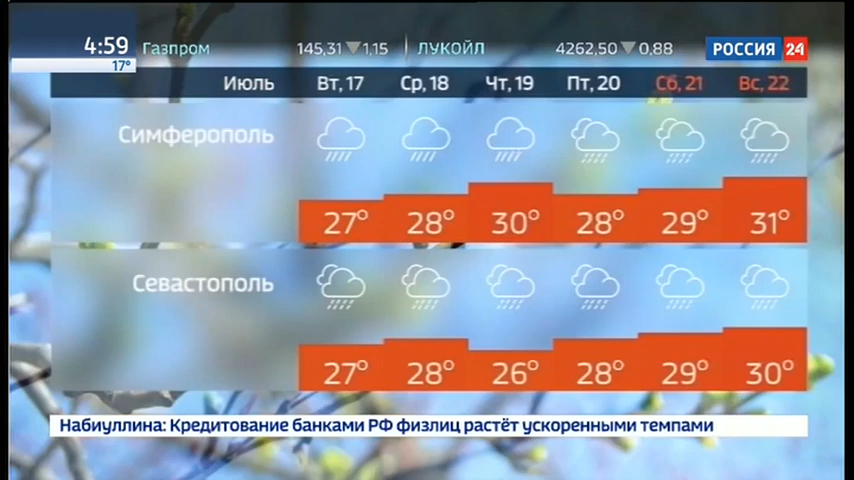 4:59 Газпром 145,31▼1,15 ЛУКОЙЛ 4262,50▼0,88 РОССИЯ 24
17°
Июль Вт, 17 Ср, 18 Чт, 19 Пт, 20 Сб, 21 Вс, 22
Симферополь
27° 28° 30° 28° 29° 31°
Севастополь
27° 28° 26° 28° 29° 30°
Набиуллина: Кредитование банками РФ физлиц растёт ускоренными темпами